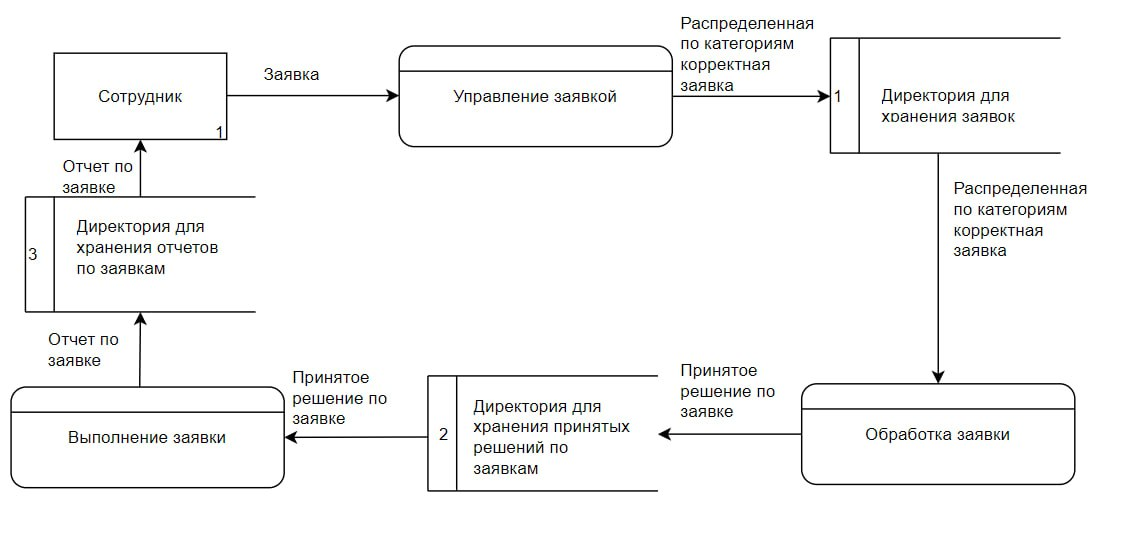 Сотрудник
1
Заявка
Управление заявкой
Распределенная
по категориям
корректная
заявка
1
Директория для
хранения заявок
Распределенная
по категориям
корректная
заявка
Обработка заявки
Принятое
решение по
заявке
2
Директория для
хранения принятых
решений по
заявкам
Принятое
решение по
заявке
Выполнение заявки
Отчет по
заявке
3
Директория для
хранения отчетов
по заявкам
Отчет по
заявке